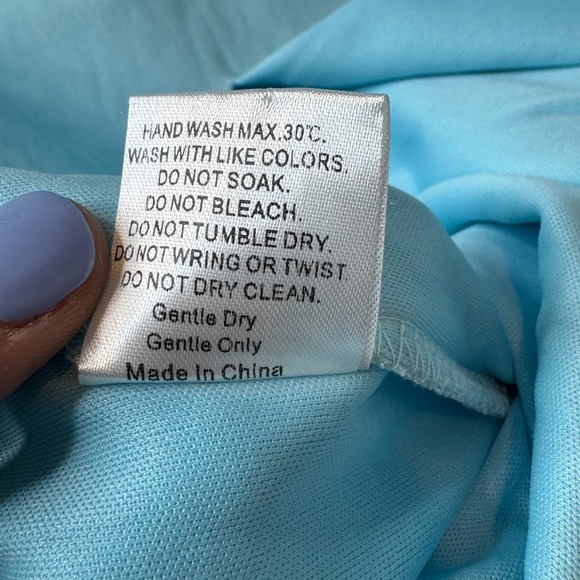 HAND WASH MAX.30℃.
WASH WITH LIKE COLORS.
DO NOT SOAK.
DO NOT BLEACH.
DO NOT TUMBLE DRY.
DO NOT WRING OR TWIST
DO NOT DRY CLEAN.
Gentle Dry
Gentle Only
Made In China